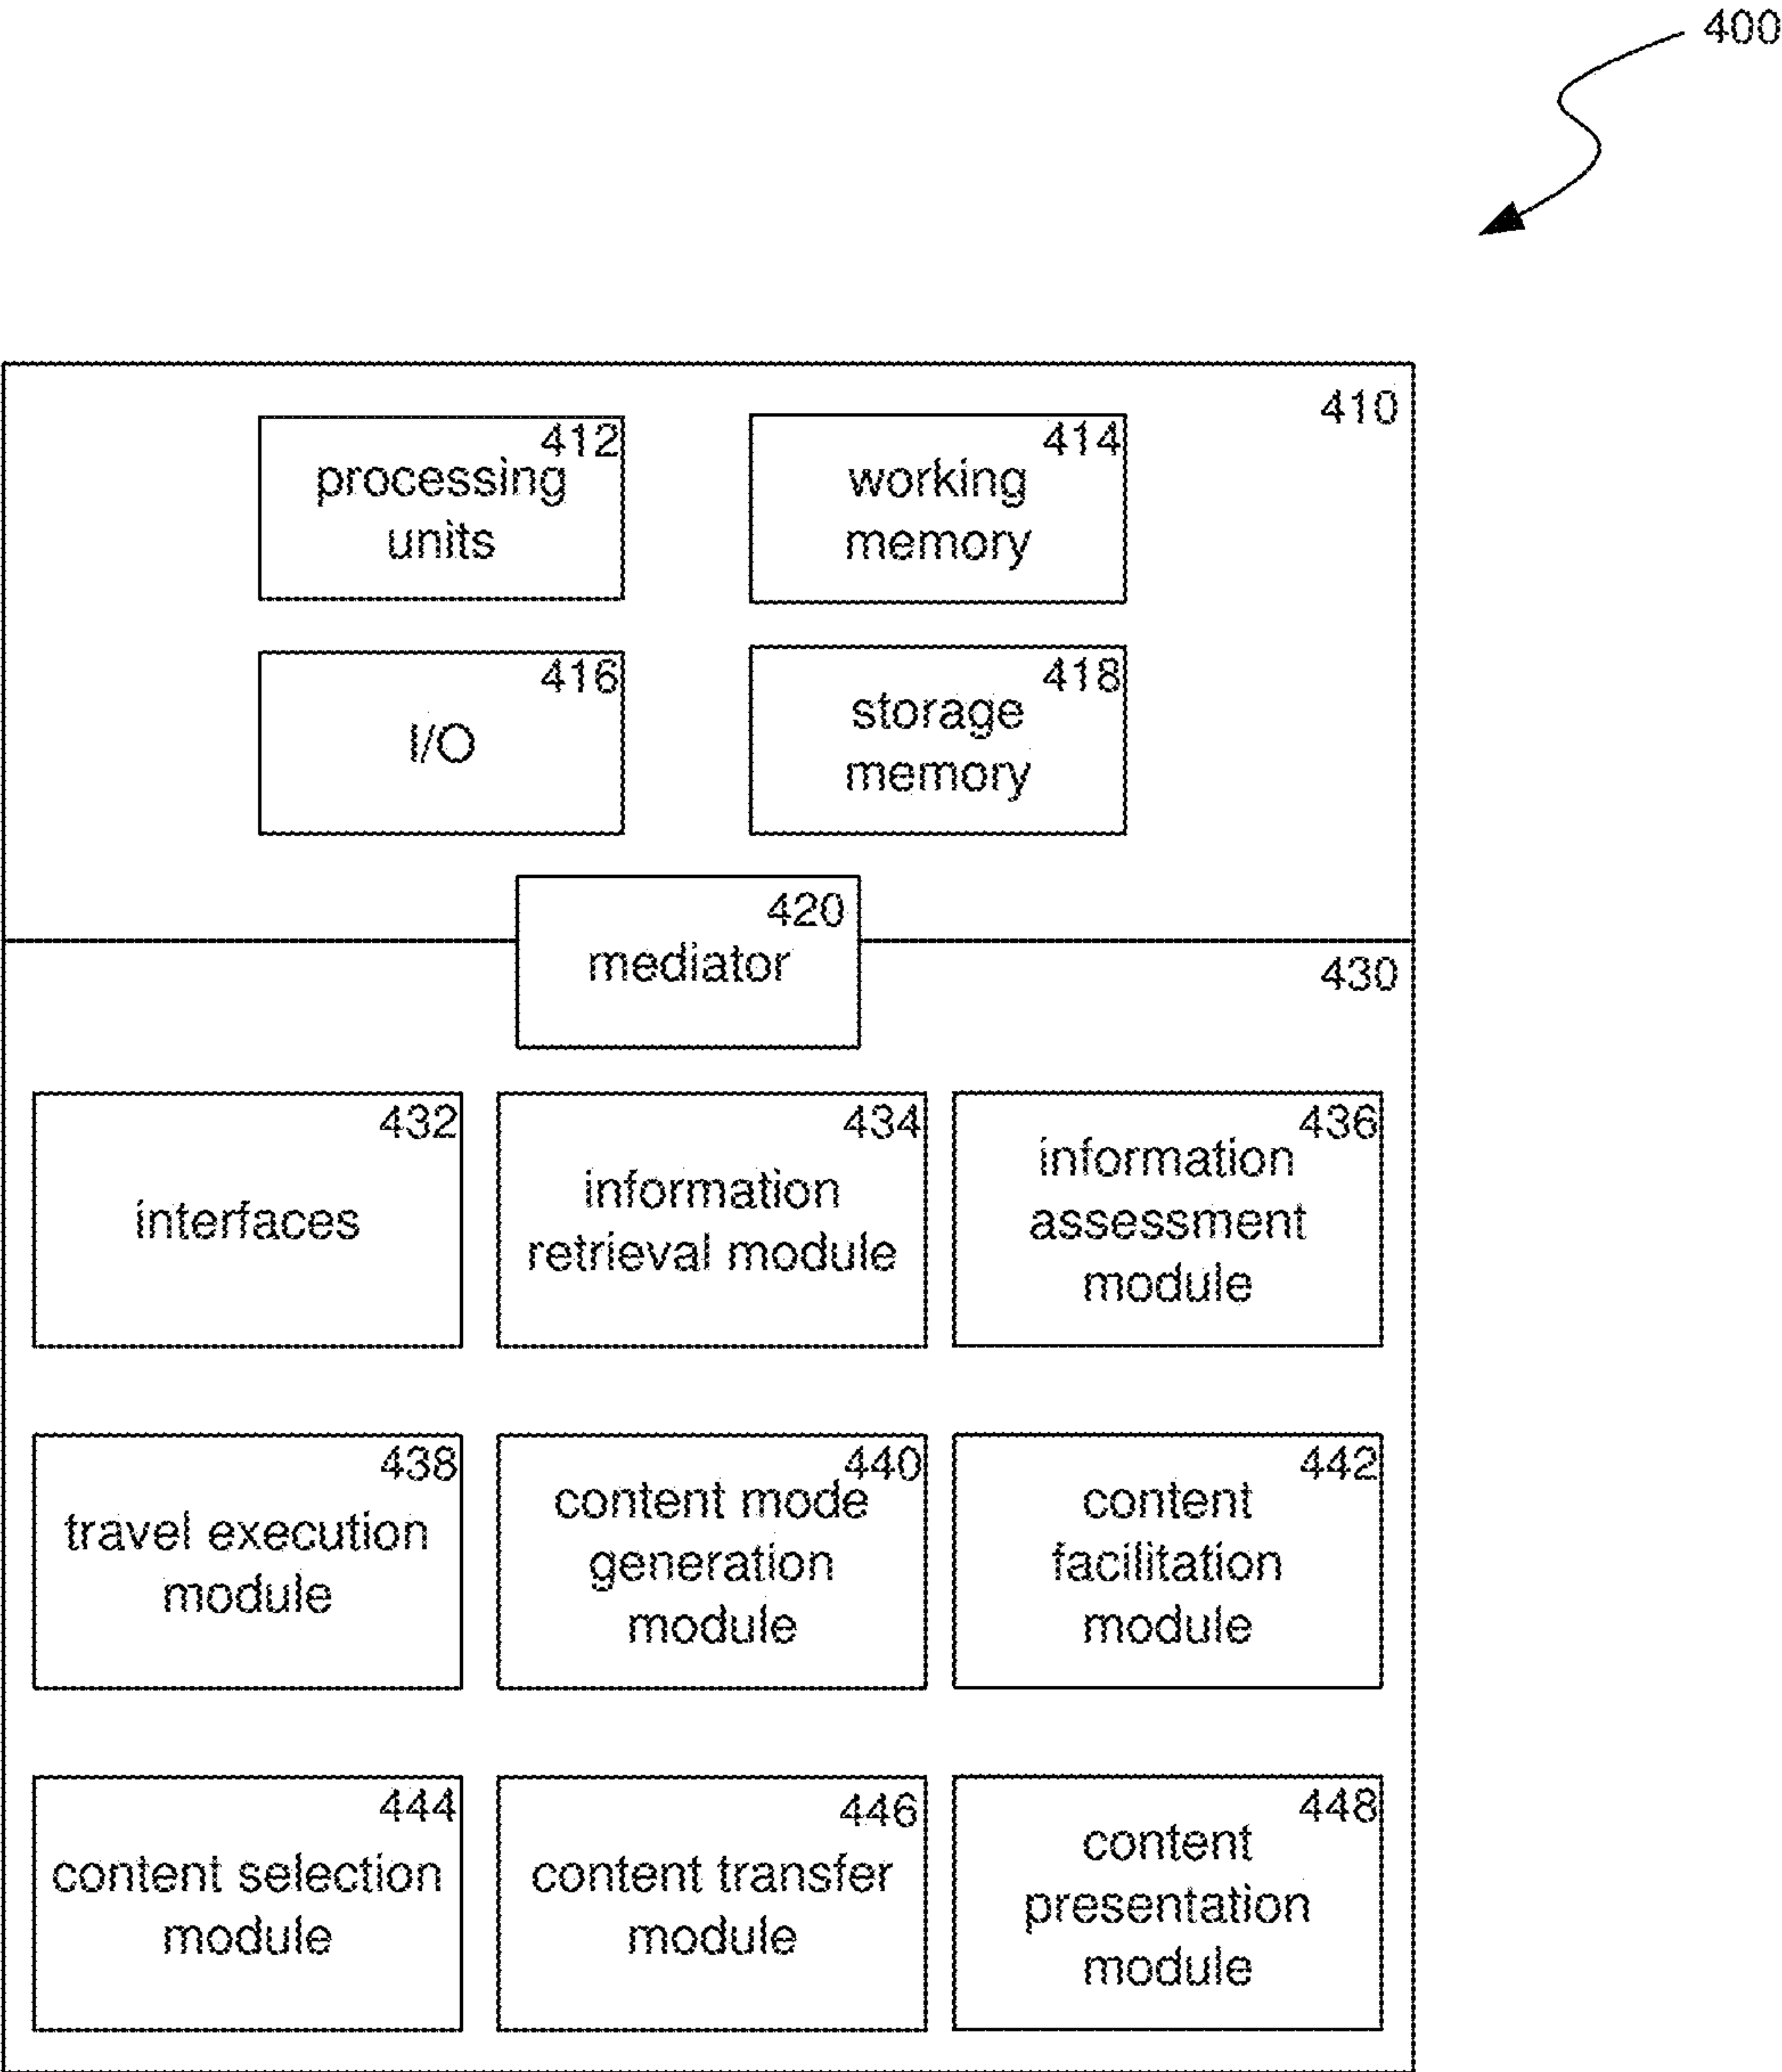 400
410
412
processing
units
414
working
memory
416
I/O
418
storage
memory
420
mediator
430
432
interfaces
434
information
retrieval module
436
information
assessment
module
438
travel execution
module
440
content mode
generation
module
442
content
facilitation
module
444
content selection
module
446
content transfer
module
448
content
presentation
module